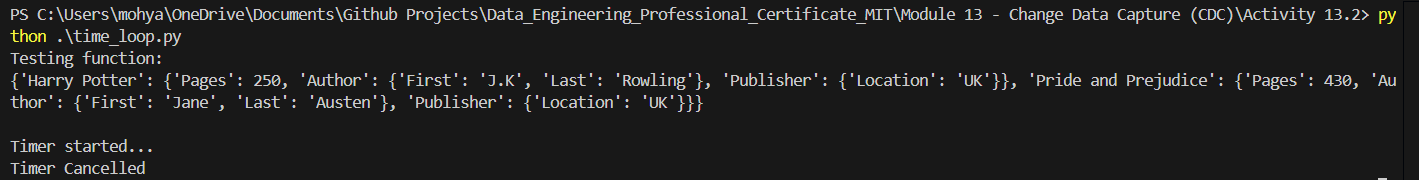 PS C:\Users\mohya\OneDrive\Documents\Github Projects\Data_Engineering_Professional_Certificate_MIT\Module 13 - Change Data Capture (CDC)\Activity 13.2> py
thon .\time_loop.py
Testing function:
{'Harry Potter': {'Pages': 250, 'Author': {'First': 'J.K', 'Last': 'Rowling'}, 'Publisher': {'Location': 'UK'}}, 'Pride and Prejudice': {'Pages': 430, 'Au
thor': {'First': 'Jane', 'Last': 'Austen'}, 'Publisher': {'Location': 'UK'}}}
Timer started...
Timer Cancelled